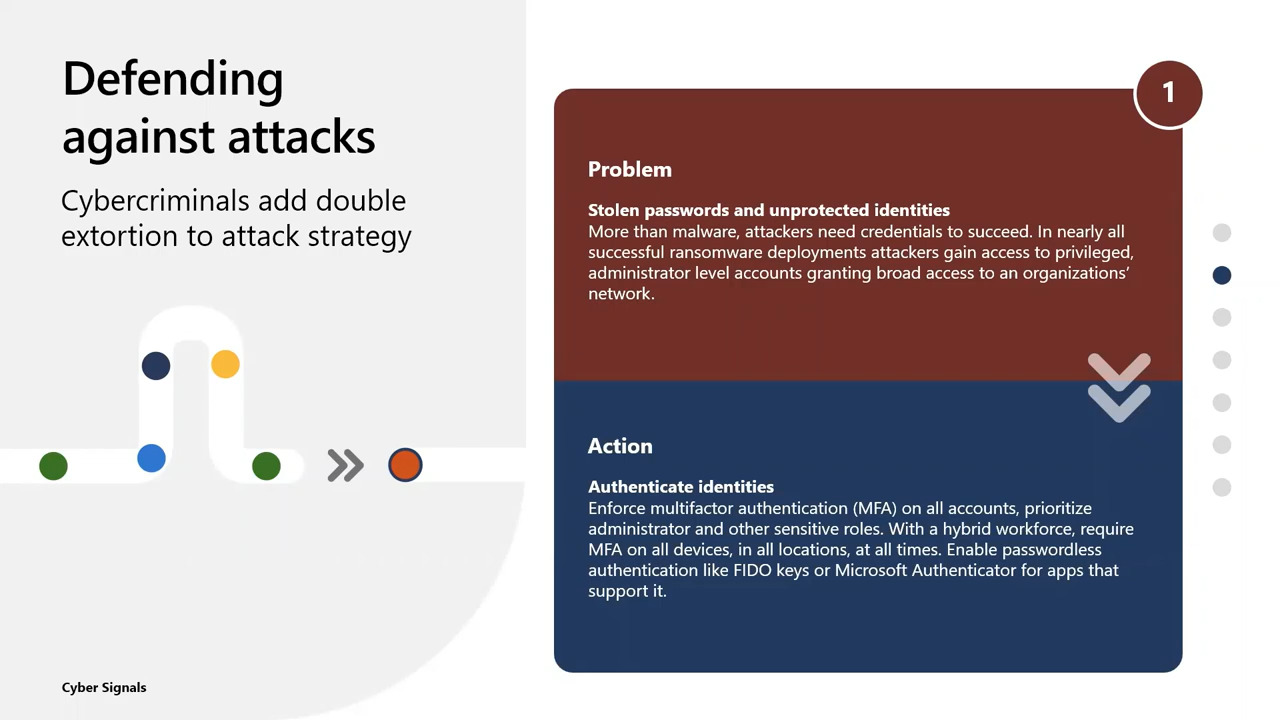 Defending
against attacks
Cybercriminals add double
extortion to attack strategy
Cyber Signals
1
Problem
Stolen passwords and unprotected identities
More than malware, attackers need credentials to succeed. In nearly all
successful ransomware deployments attackers gain access to privileged,
administrator level accounts granting broad access to an organizations’
network.
Action
Authenticate identities
Enforce multifactor authentication (MFA) on all accounts, prioritize
administrator and other sensitive roles. With a hybrid workforce, require
MFA on all devices, in all locations, at all times. Enable passwordless
authentication like FIDO keys or Microsoft Authenticator for apps that
support it.